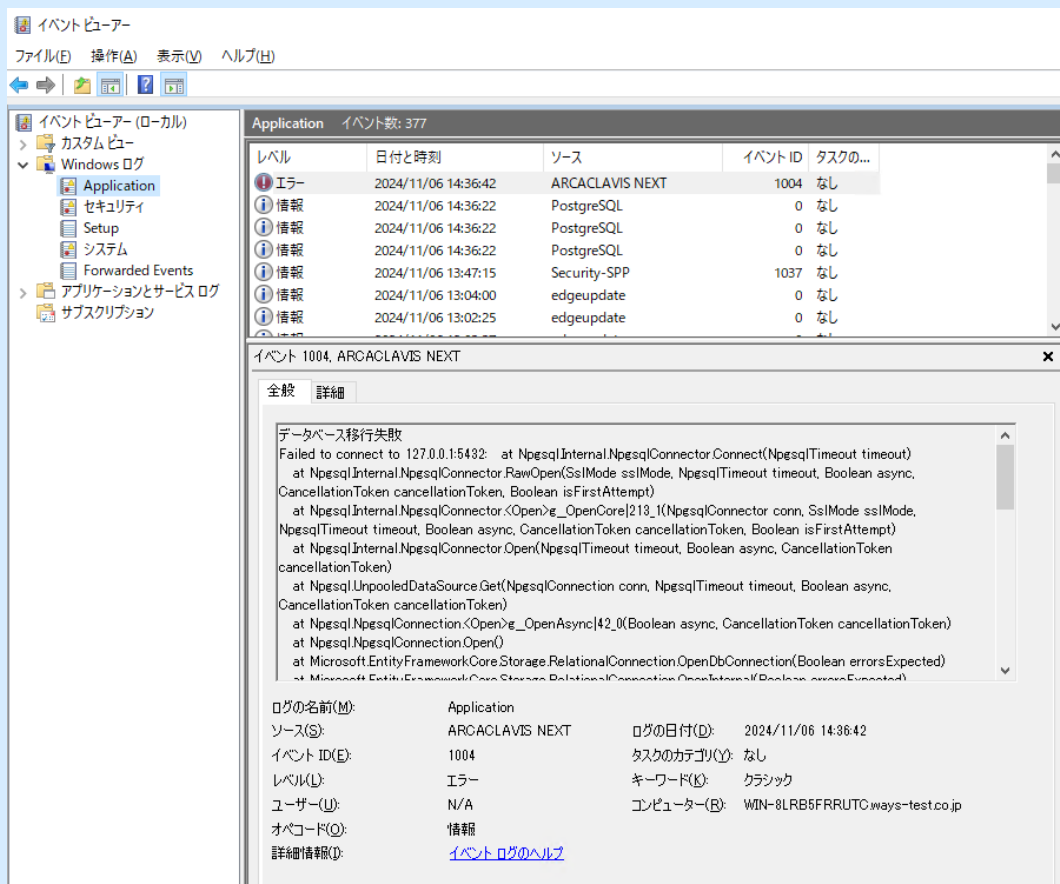 イベント ビューアー
ファイル(F) 操作(A) 表示(V) ヘルプ(H)
イベント ビューアー (ローカル)
カスタム ビュー
Windows ログ
Application
セキュリティ
Setup
システム
Forwarded Events
アプリケーションとサービス ログ
サブスクリプション
Application イベント数: 377
レベル 日付と時刻 ソース イベント ID タスクの...
エラー 2024/11/06 14:36:42 ARCACLAVIS NEXT 1004 なし
情報 2024/11/06 14:36:22 PostgreSQL 0 なし
情報 2024/11/06 14:36:22 PostgreSQL 0 なし
情報 2024/11/06 14:36:22 PostgreSQL 0 なし
情報 2024/11/06 13:47:15 Security-SPP 1037 なし
情報 2024/11/06 13:04:00 edgeupdate 0 なし
情報 2024/11/06 13:02:25 edgeupdate 0 なし
イベント 1004, ARCACLAVIS NEXT
全般 詳細
データベース移行失敗
Failed to connect to 127.0.0.1:5432: at Npgsql.Internal.NpgsqlConnector.Connect(NpgsqlTimeout timeout)
at Npgsql.Internal.NpgsqlConnector.RawOpen(SslMode sslMode, NpgsqlTimeout timeout, Boolean async,
CancellationToken cancellationToken, Boolean isFirstAttempt)
at Npgsql.Internal.NpgsqlConnector.<Open>g__OpenCore|213_1(NpgsqlConnector conn, SslMode sslMode,
NpgsqlTimeout timeout, Boolean async, CancellationToken cancellationToken, Boolean isFirstAttempt)
at Npgsql.Internal.NpgsqlConnector.Open(NpgsqlTimeout timeout, Boolean async, CancellationToken
cancellationToken)
at Npgsql.UnpooledDataSource.Get(NpgsqlConnection conn, NpgsqlTimeout timeout, Boolean async,
CancellationToken cancellationToken)
at Npgsql.NpgsqlConnection.<Open>g__OpenAsync|42_0(Boolean async, CancellationToken cancellationToken)
at Npgsql.NpgsqlConnection.Open()
at Microsoft.EntityFrameworkCore.Storage.RelationalConnection.OpenDbConnection(Boolean errorsExpected)
at Microsoft.EntityFrameworkCore.Storage.RelationalConnection.OpenInternal(Boolean errorsExpected)
ログの名前(M): Application
ソース(S): ARCACLAVIS NEXT ログの日付(D): 2024/11/06 14:36:42
イベント ID(E): 1004 タスクのカテゴリ(Y): なし
レベル(L): エラー キーワード(K): クラシック
ユーザー(U): N/A コンピューター(R): WIN-8LRB5FRRUTC.ways-test.co.jp
オペコード(O): 情報
詳細情報(I): イベント ログのヘルプ